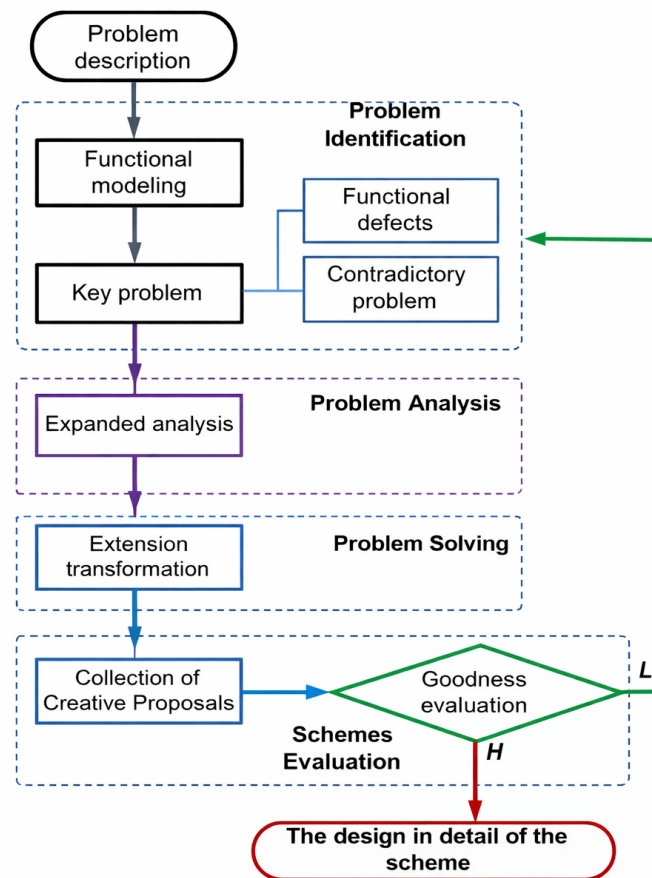 Problem
description
Problem
Identification
Functional
modeling
Functional
defects
Key problem
Contradictory
problem
Problem Analysis
Expanded analysis
Problem Solving
Extension
transformation
Collection of
Creative Proposals
Goodness
evaluation
L
Schemes
Evaluation
H
The design in detail of the
scheme